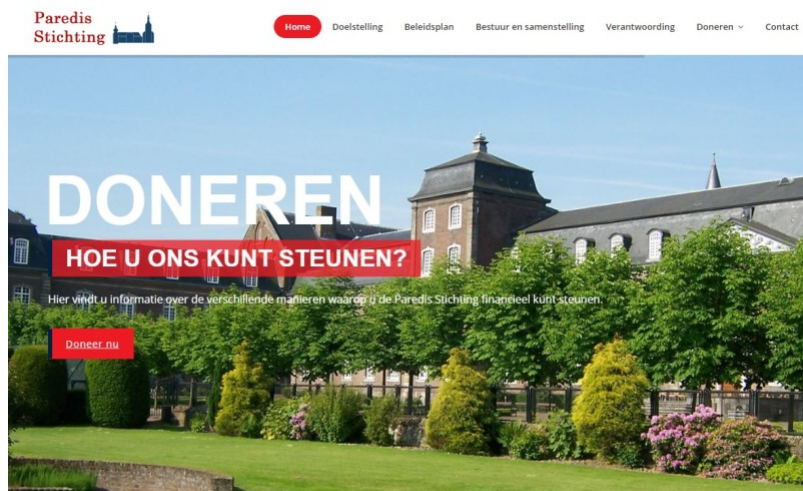 Paredis
Stichting
Home Doelstelling Beleidsplan Bestuur en samenstelling Verantwoording Doneren Contact
DONEREN
HOE U ONS KUNT STEUNEN?
Hier vindt u informatie over de verschillende manieren waarop u de Paredis Stichting financieel kunt steunen.
Doneer nu